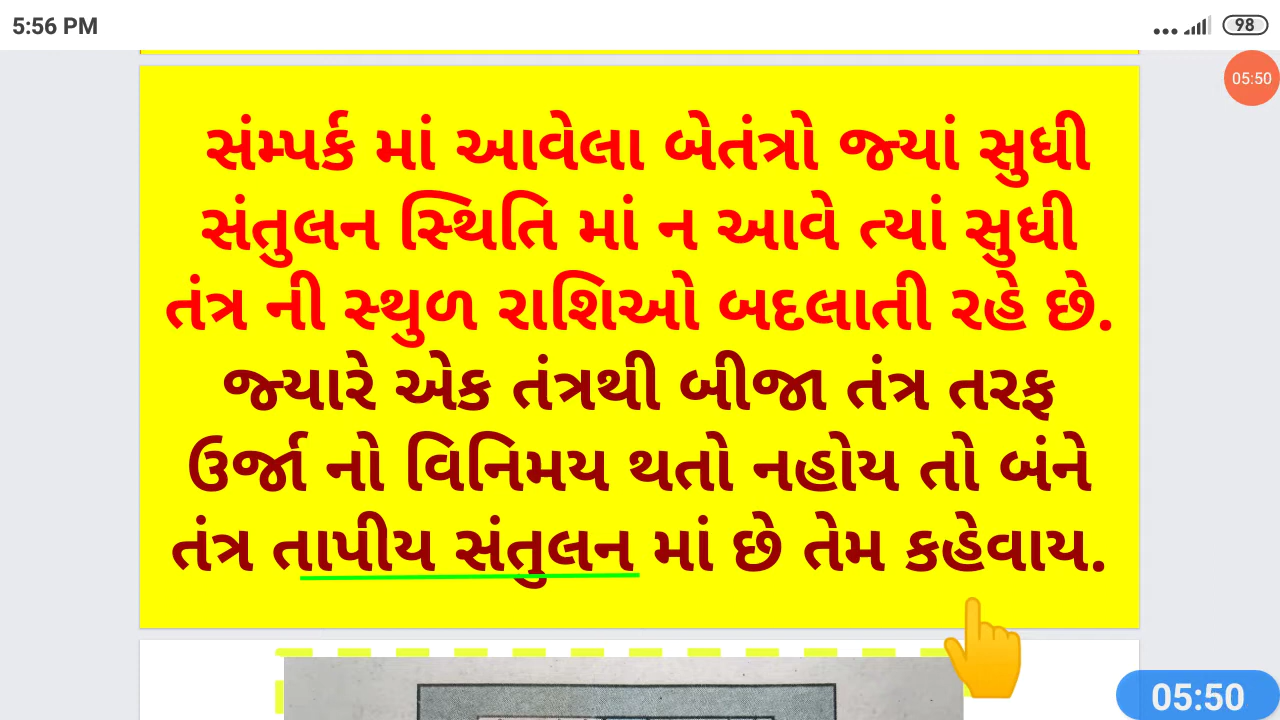 5:56 PM
98
05:50
સંમ્પર્ક માં આવેલા બેતંત્રો જ્યાં સુધી
સંતુલન સ્થિતિ માં ન આવે ત્યાં સુધી
તંત્ર ની સ્થુળ રાશિઓ બદલાતી રહે છે.
જ્યારે એક તંત્રથી બીજા તંત્ર તરફ
ઉર્જા નો વિનિમય થતો નહોય તો બંને
તંત્ર તાપીય સંતુલન માં છે તેમ કહેવાય.
05:50